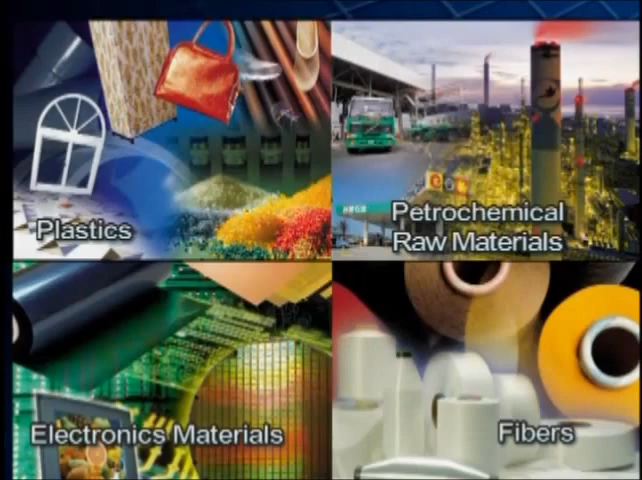 Plastics
Petrochemical
Raw Materials
Electronics Materials
Fibers